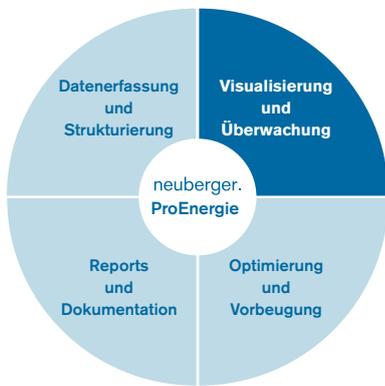 Datenerfassung
und
Strukturierung
Visualisierung
und
Überwachung
neuberger.
ProEnergie
Reports
und
Dokumentation
Optimierung
und
Vorbeugung